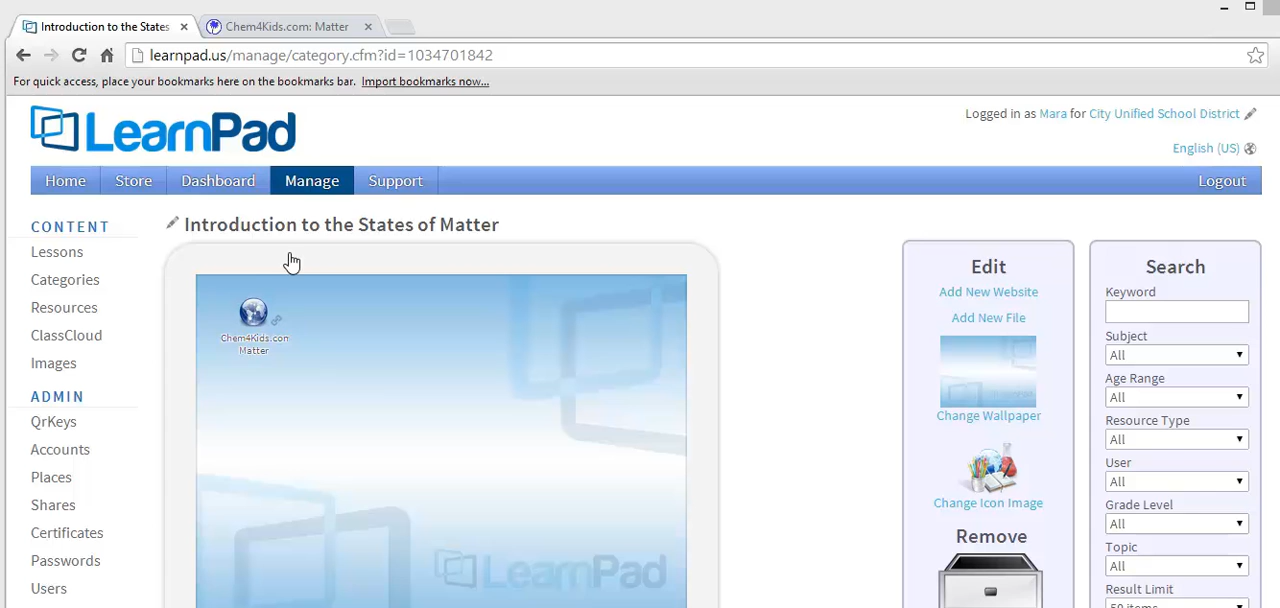 Introduction to the States
Chem4Kids.com: Matter
learnpad.us/manage/category.cfm?id=1034701842
For quick access, place your bookmarks here on the bookmarks bar. Import bookmarks now...
LearnPad
Logged in as Mara for City Unified School District
English (US)
Home
Store
Dashboard
Manage
Support
Logout
CONTENT
Lessons
Categories
Resources
ClassCloud
Images
ADMIN
QrKeys
Accounts
Places
Shares
Certificates
Passwords
Users
Introduction to the States of Matter
Chem4Kids.com
Matter
LearnPad
Edit
Add New Website
Add New File
Change Wallpaper
Change Icon Image
Remove
Search
Keyword
Subject
All
Age Range
All
Resource Type
All
User
All
Grade Level
All
Topic
All
Result Limit
50 items